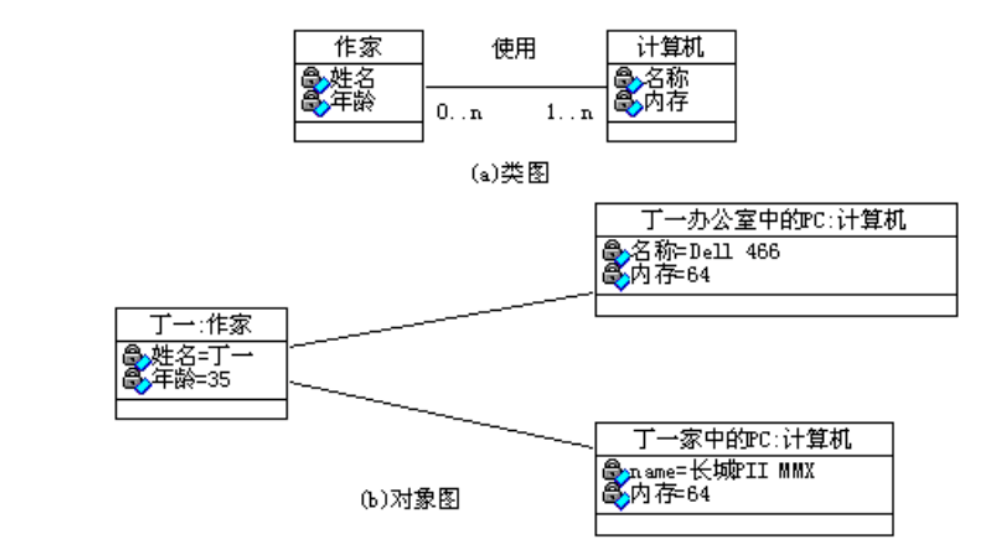 作家
使用
计算机
姓名
年龄
名称
内存
0..n
1..n
(a)类图
丁一办公室中的PC:计算机
名称=Dell 466
内存=64
丁一:作家
姓名=丁一
年龄=35
丁一家中的PC:计算机
name=长城PII MMX
内存=64
(b)对象图